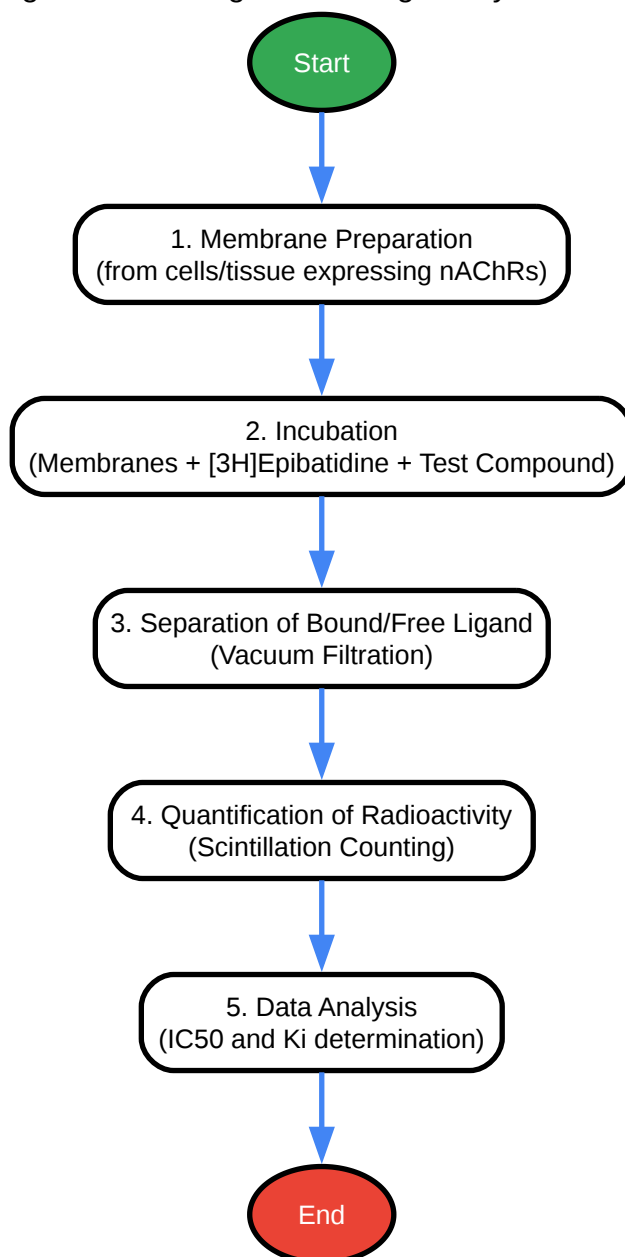 Start
1. Membrane Preparation
(from cells/tissue expressing nAChRs)
2. Incubation
(Membranes + [3H]Epibatidine + Test Compound)
3. Separation of Bound/Free Ligand
(Vacuum Filtration)
4. Quantification of Radioactivity
(Scintillation Counting)
5. Data Analysis
(IC50 and Ki determination)
End